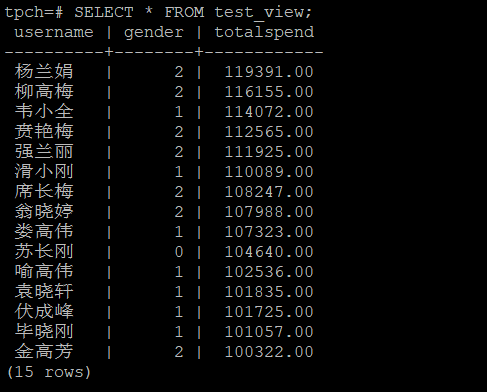 tpch=# SELECT * FROM test_view;
 username | gender | totalspend
----------+--------+------------
 杨兰娟   |      2 |  119391.00
 柳高梅   |      2 |  116155.00
 韦小全   |      1 |  114072.00
 贲艳梅   |      2 |  112565.00
 强兰丽   |      2 |  111925.00
 滑小刚   |      1 |  110089.00
 席长梅   |      2 |  108247.00
 翁晓婷   |      2 |  107988.00
 娄高伟   |      1 |  107323.00
 苏长刚   |      0 |  104640.00
 喻高伟   |      1 |  102536.00
 袁晓轩   |      1 |  101835.00
 伏成峰   |      1 |  101725.00
 毕晓刚   |      1 |  101057.00
 金高芳   |      2 |  100322.00
(15 rows)